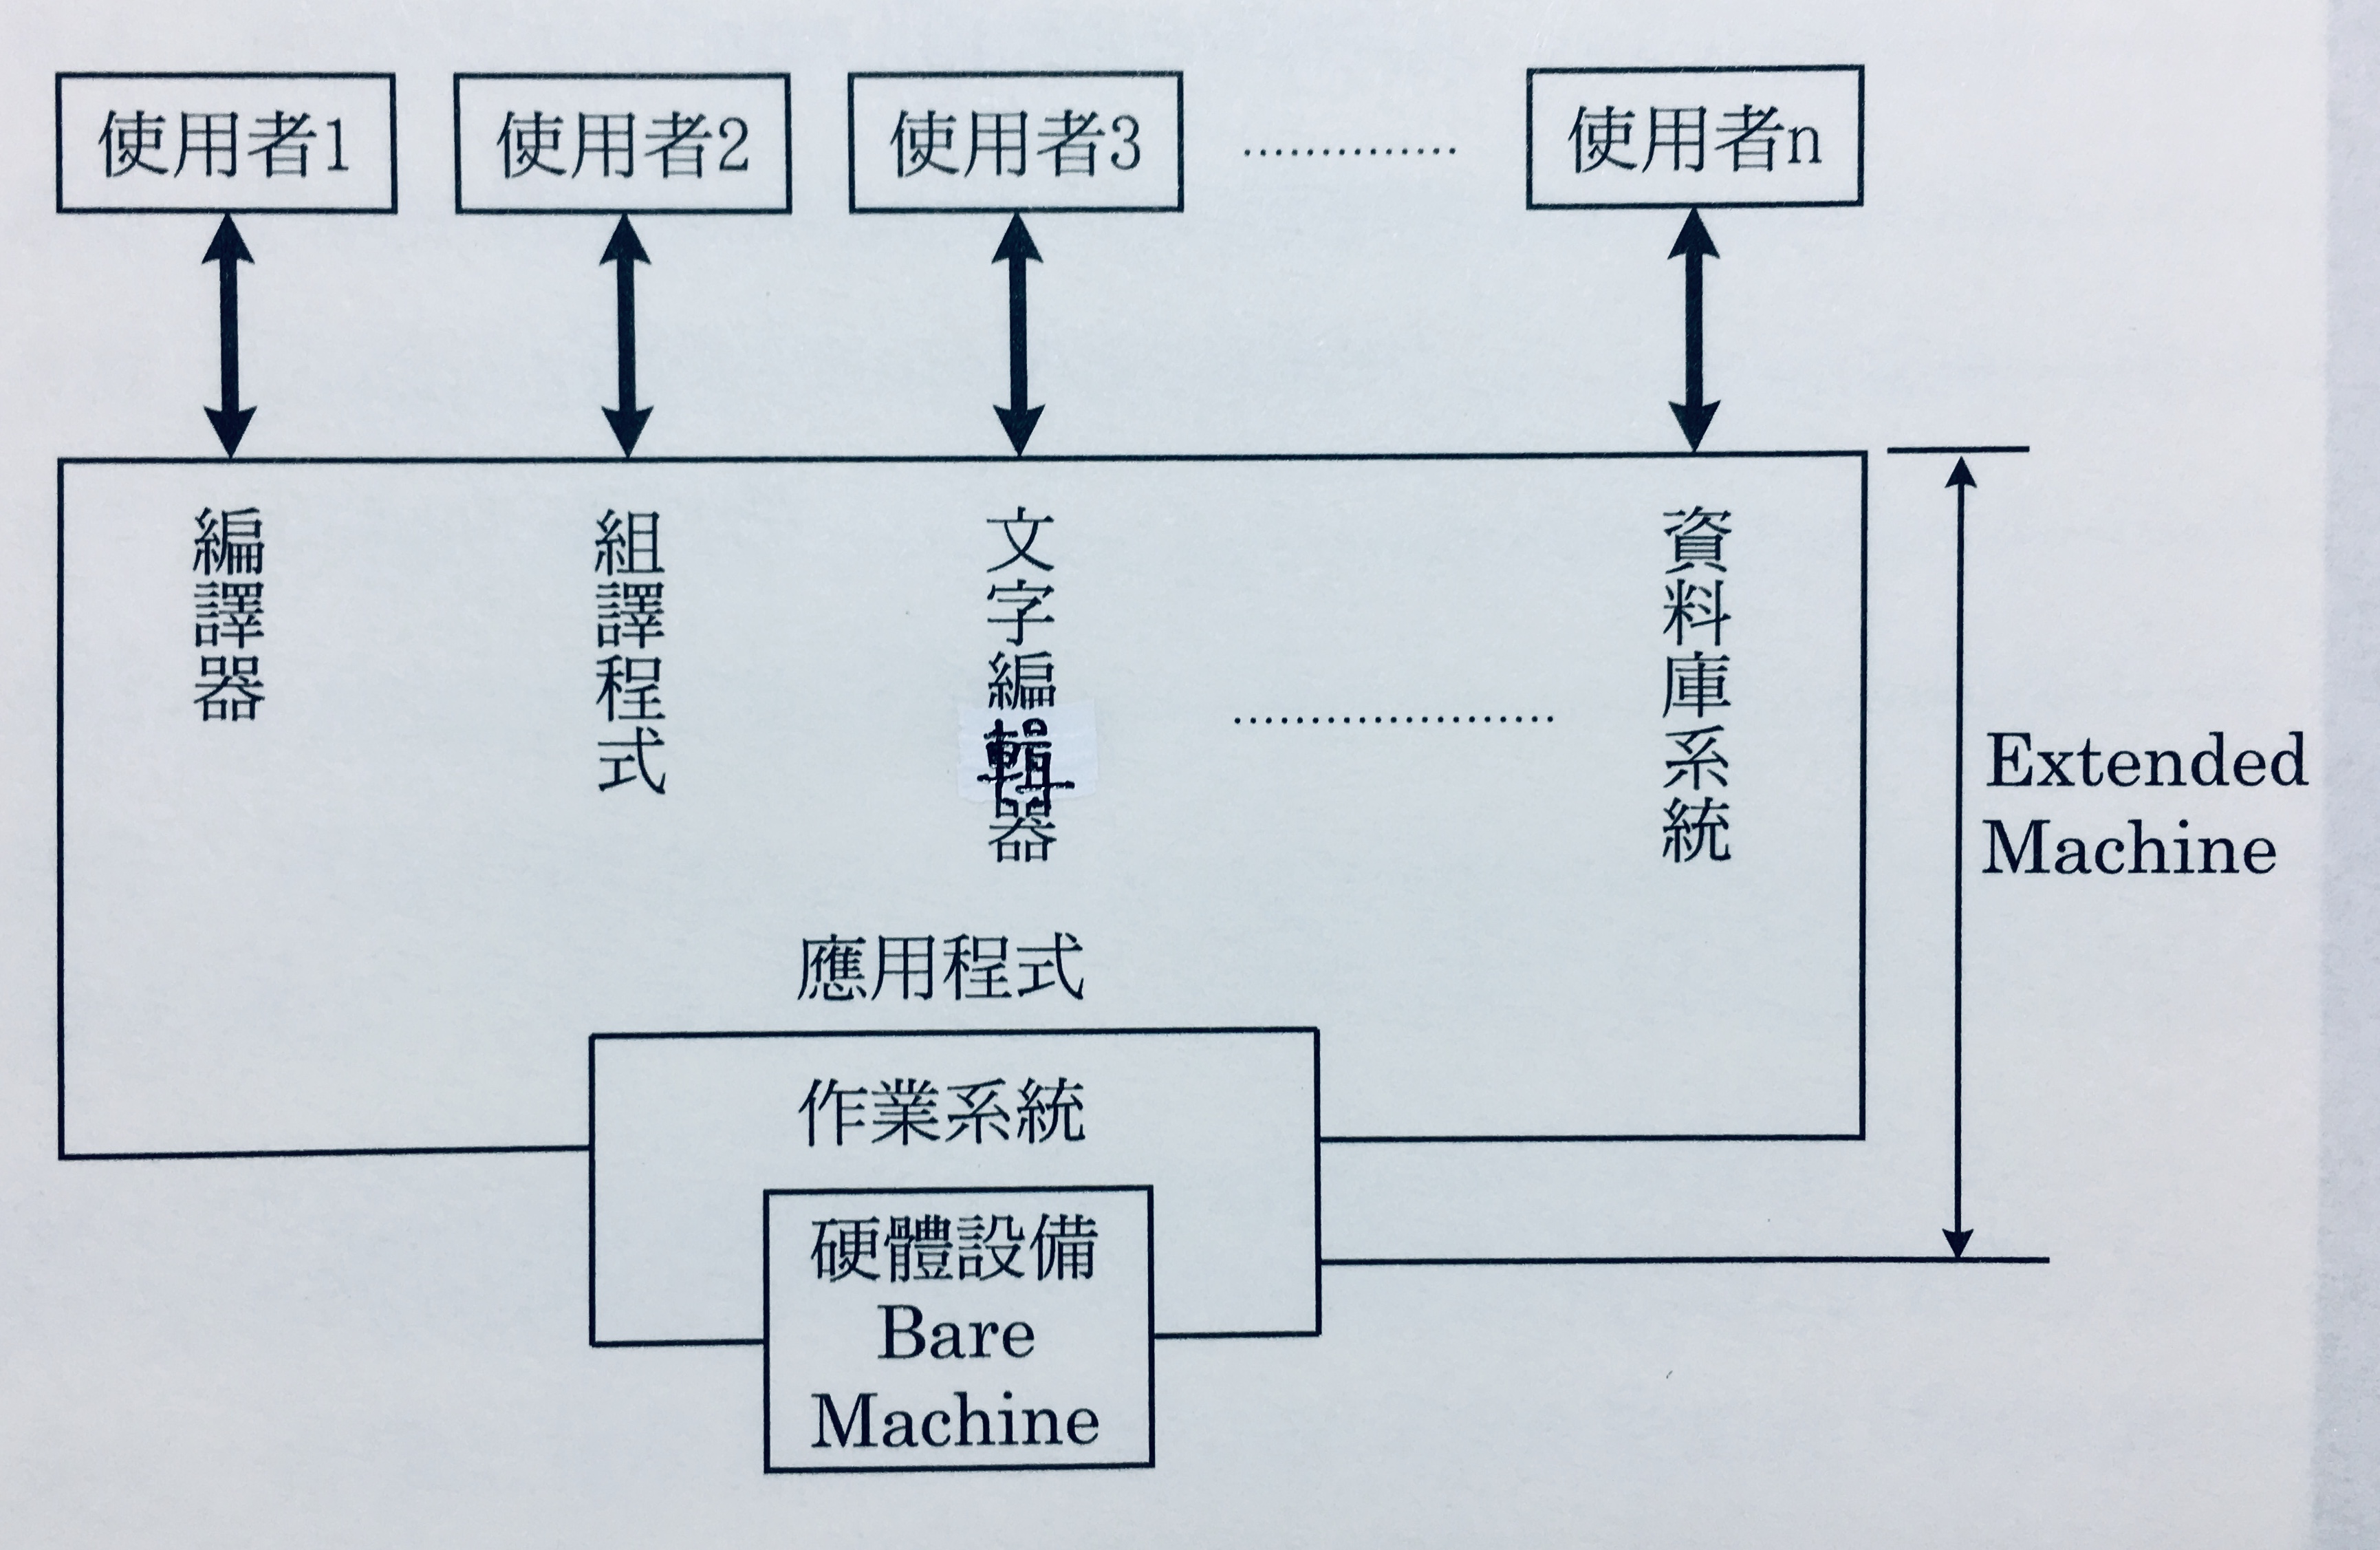 使用者1
使用者2
使用者3
..............
使用者n
編譯器
組譯程式
文字編輯器
.....................
資料庫系統
Extended
Machine
應用程式
作業系統
硬體設備
Bare
Machine